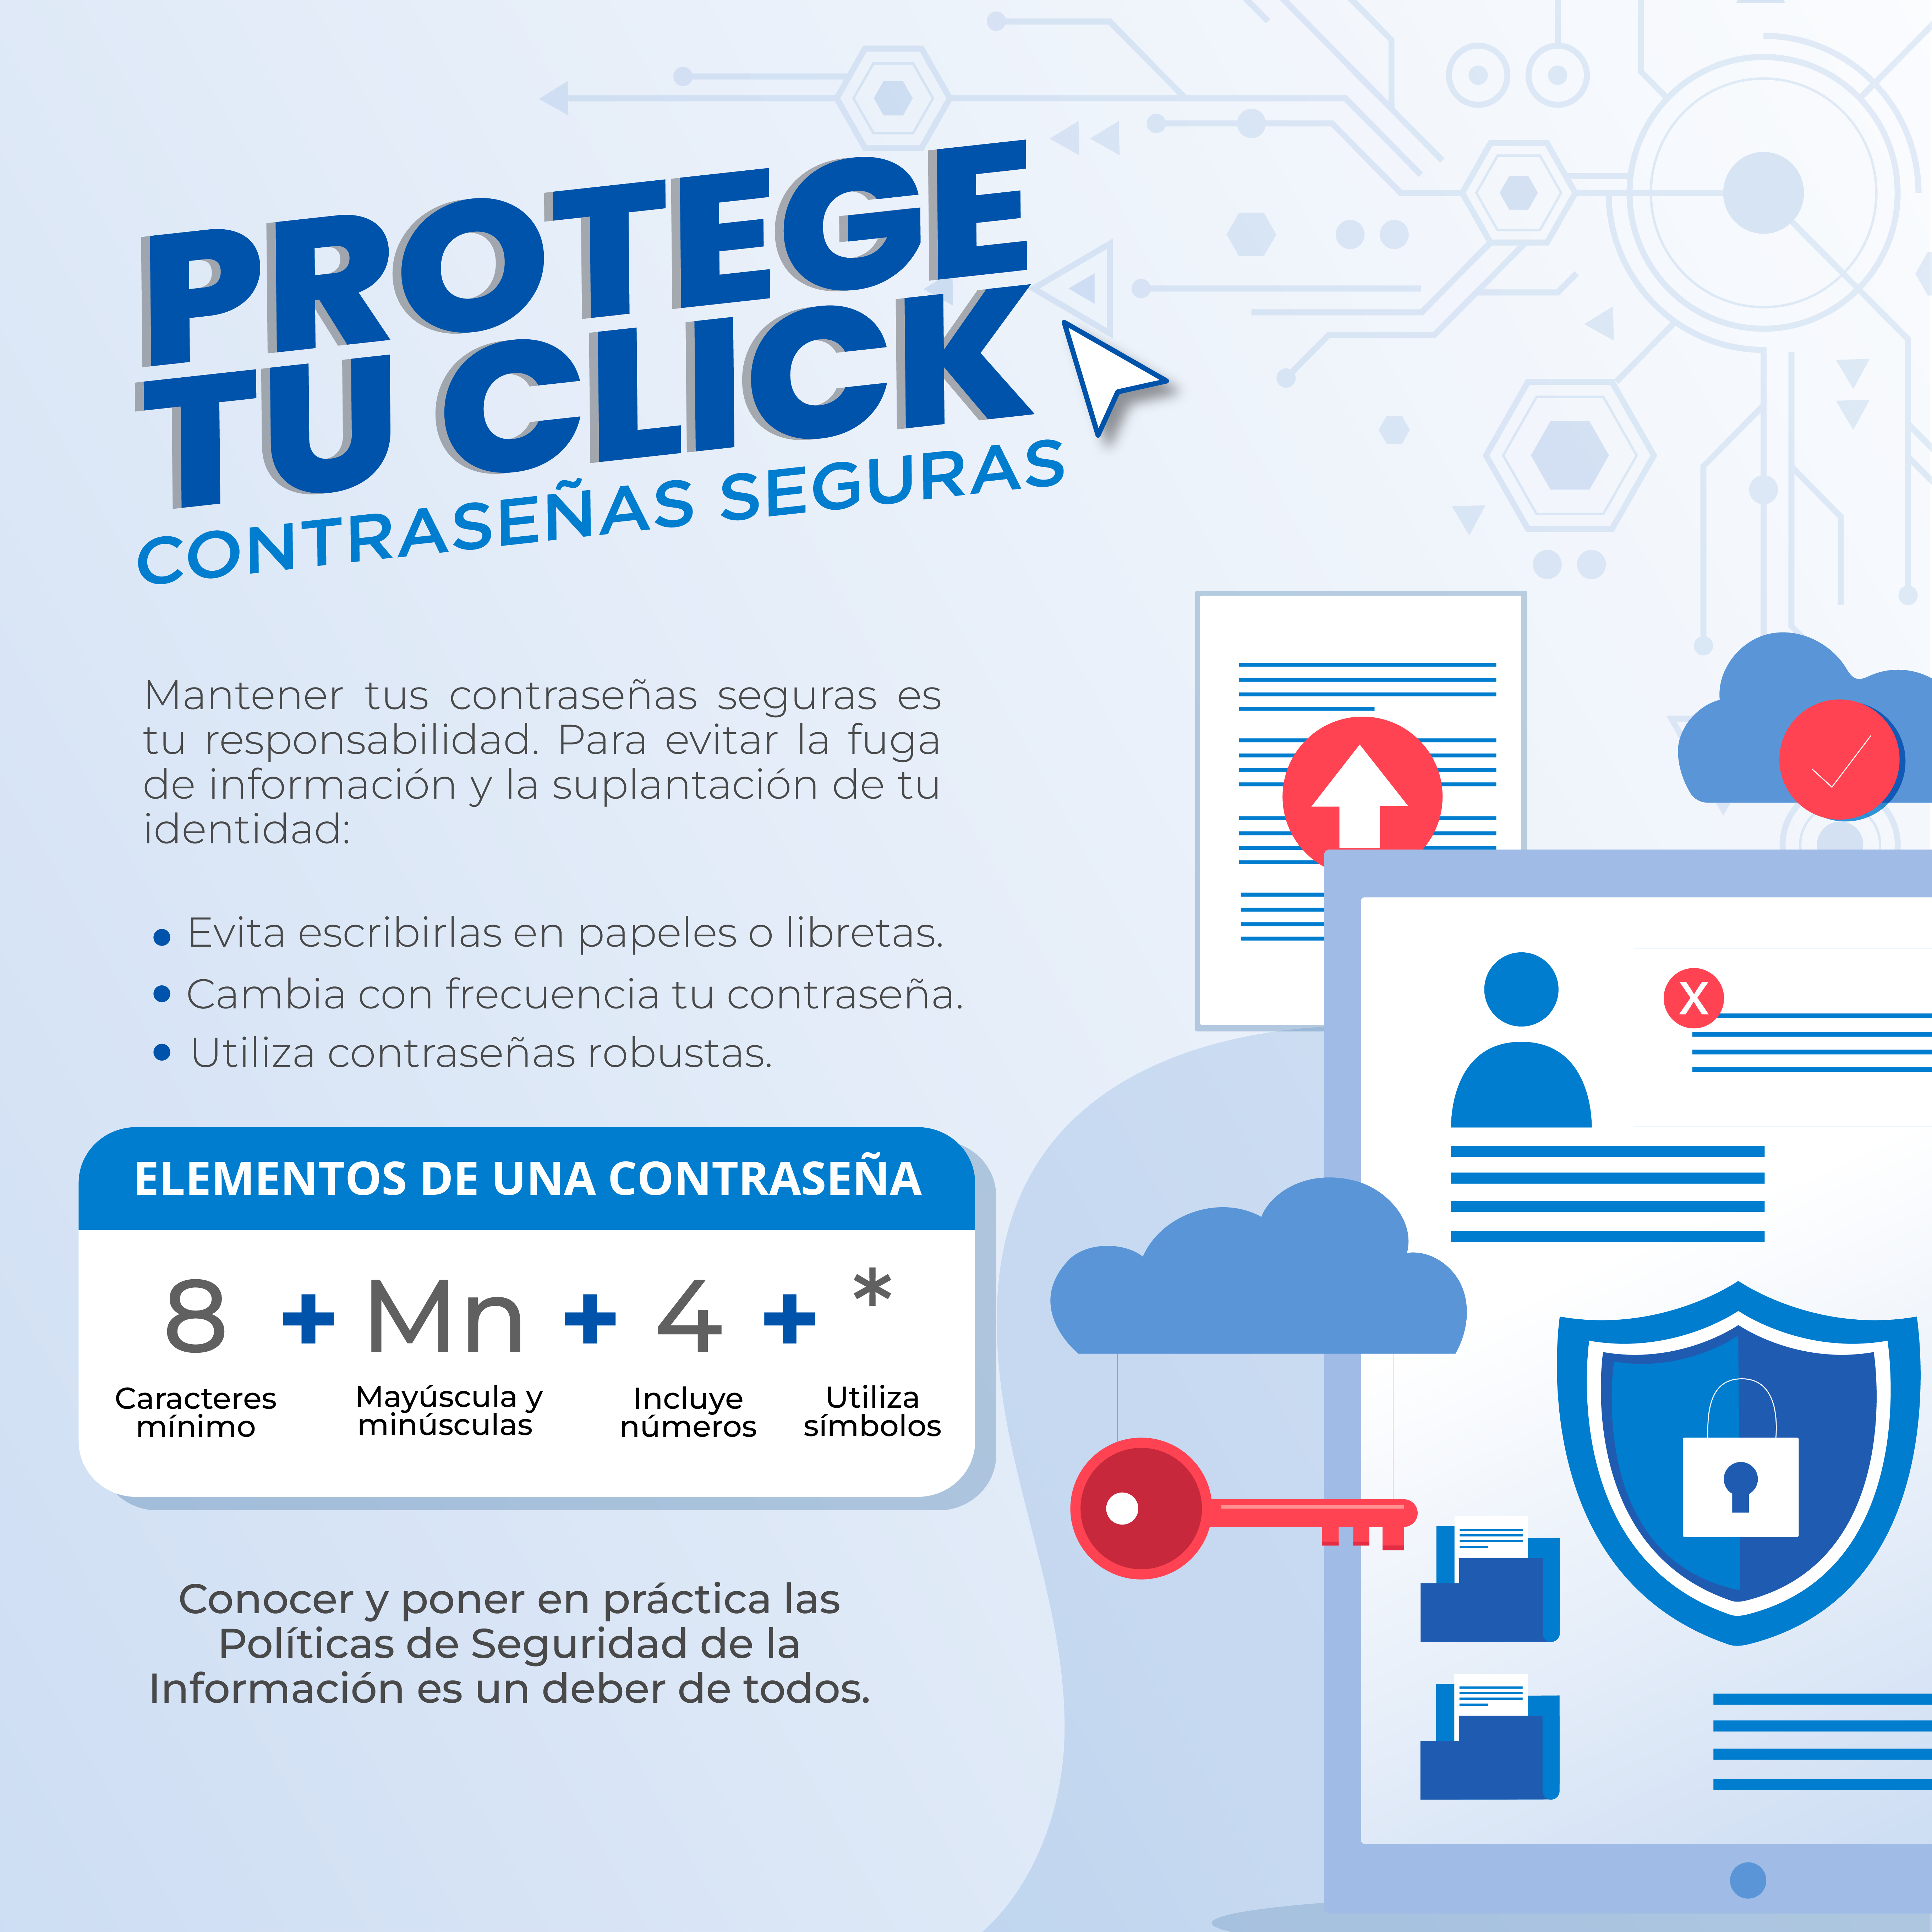 PROTEGE
TU CLICK
CONTRASEÑAS SEGURAS
Mantener tus contraseñas seguras es
tu responsabilidad. Para evitar la fuga
de información y la suplantación de tu
identidad:
• Evita escribirlas en papeles o libretas.
• Cambia con frecuencia tu contraseña.
• Utiliza contraseñas robustas.
X
ELEMENTOS DE UNA CONTRASEÑA
8 + Mn + 4 + *
Caracteres mínimo
Mayúscula y minúsculas
Incluye números
Utiliza símbolos
Conocer y poner en práctica las
Políticas de Seguridad de la
Información es un deber de todos.